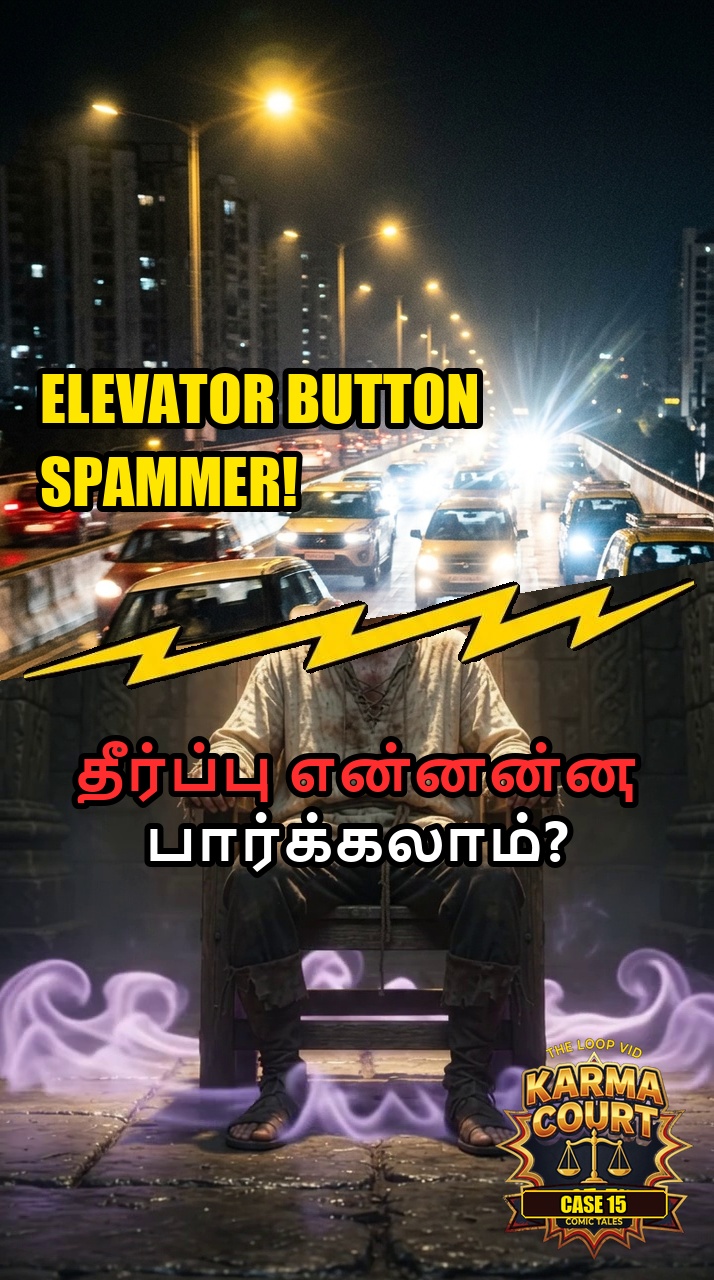 ELEVATOR BUTTON
SPAMMER!
தீர்ப்பு என்னன்னு
பார்க்கலாம்?
THE LOOP VID
KARMA
COURT
CASE 15
COMIC TALES